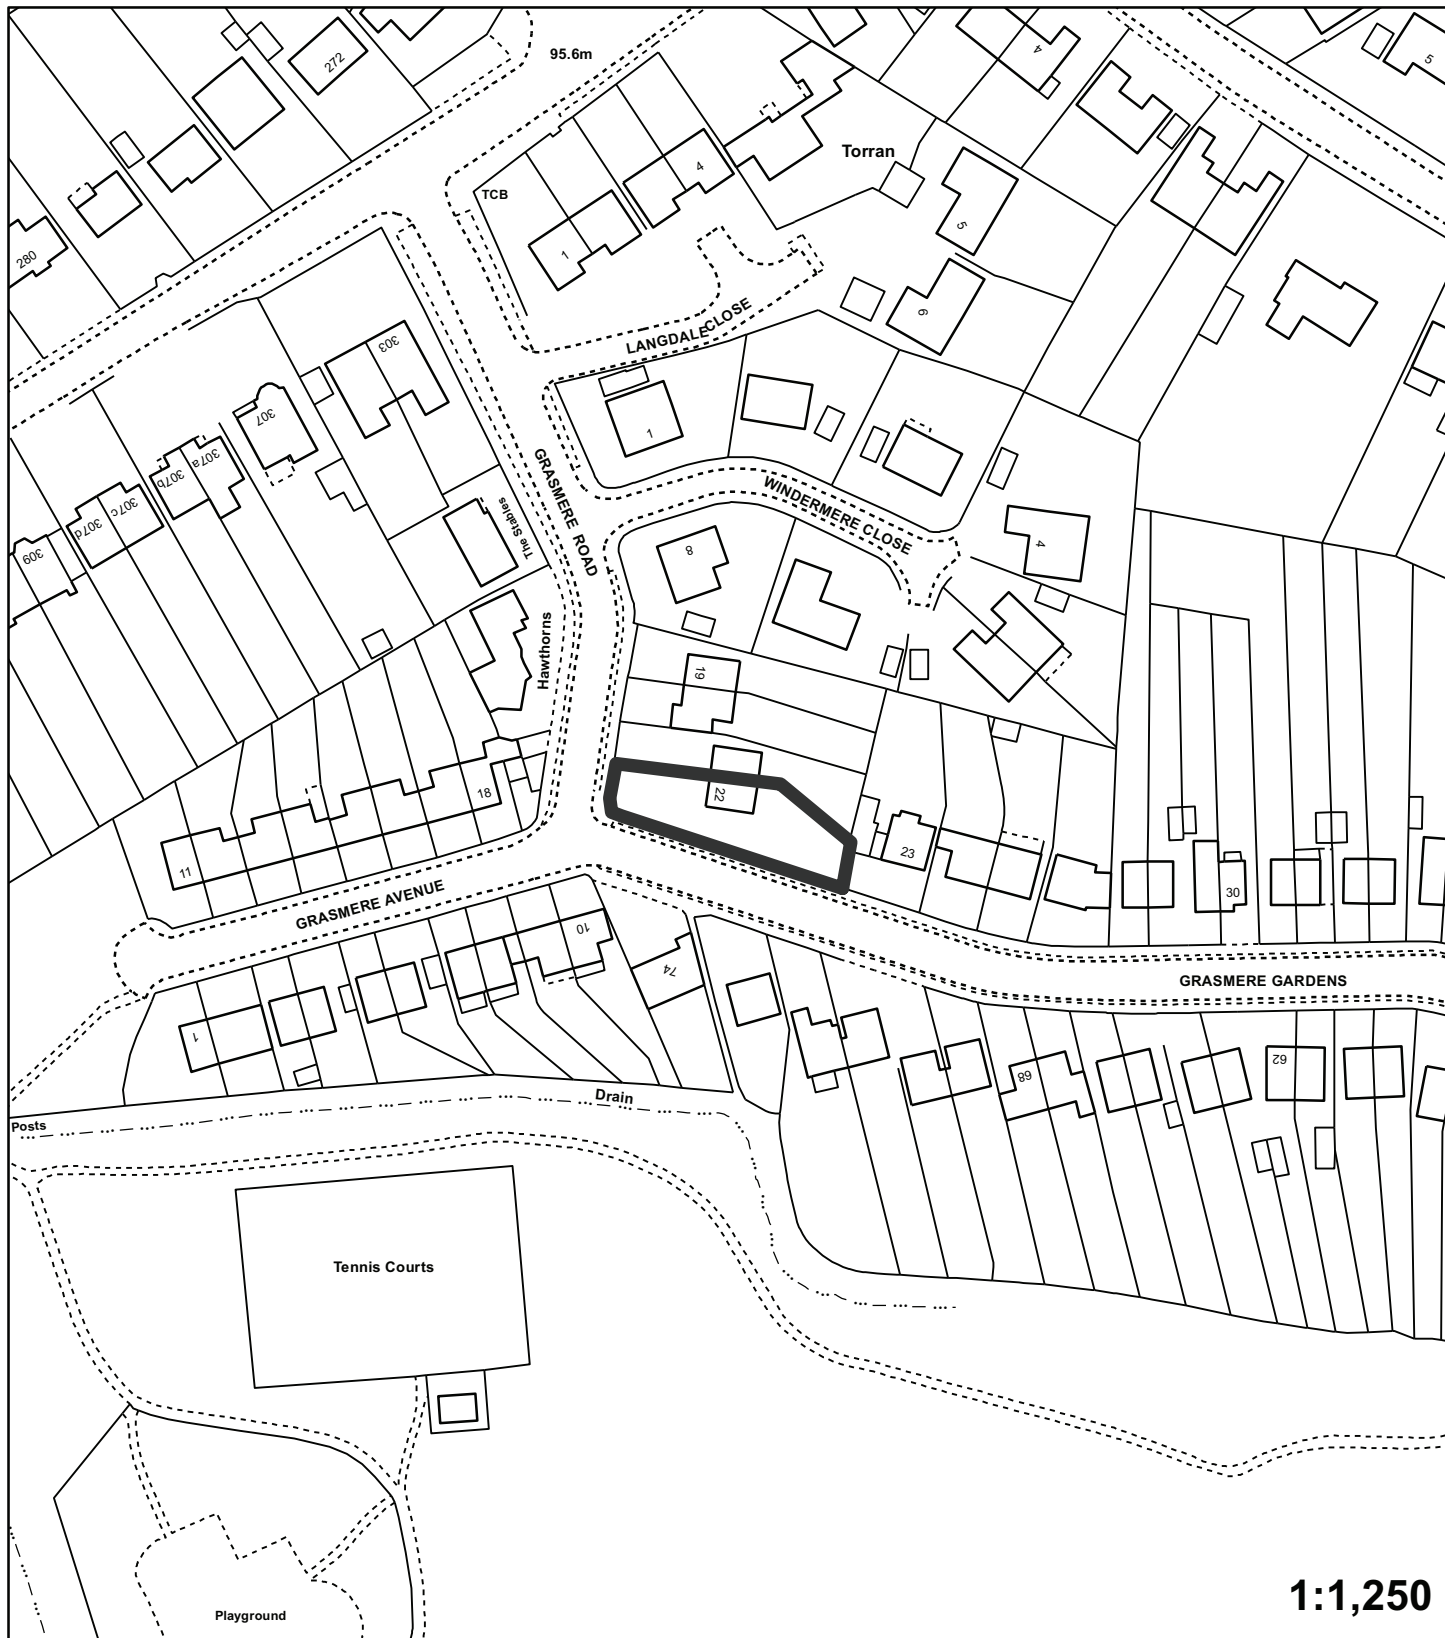 95.6m
272
4
5
Torran
TCB
4
280
1
5
6
LANGDALE CLOSE
303
307
1
307a
307b
GRASMERE ROAD
307c
307d
WINDERMERE CLOSE
The Stables
309
8
4
Hawthorns
19
22
18
23
11
30
GRASMERE AVENUE
10
74
GRASMERE GARDENS
1
62
68
Drain
Posts
Tennis Courts
1:1,250
Playground